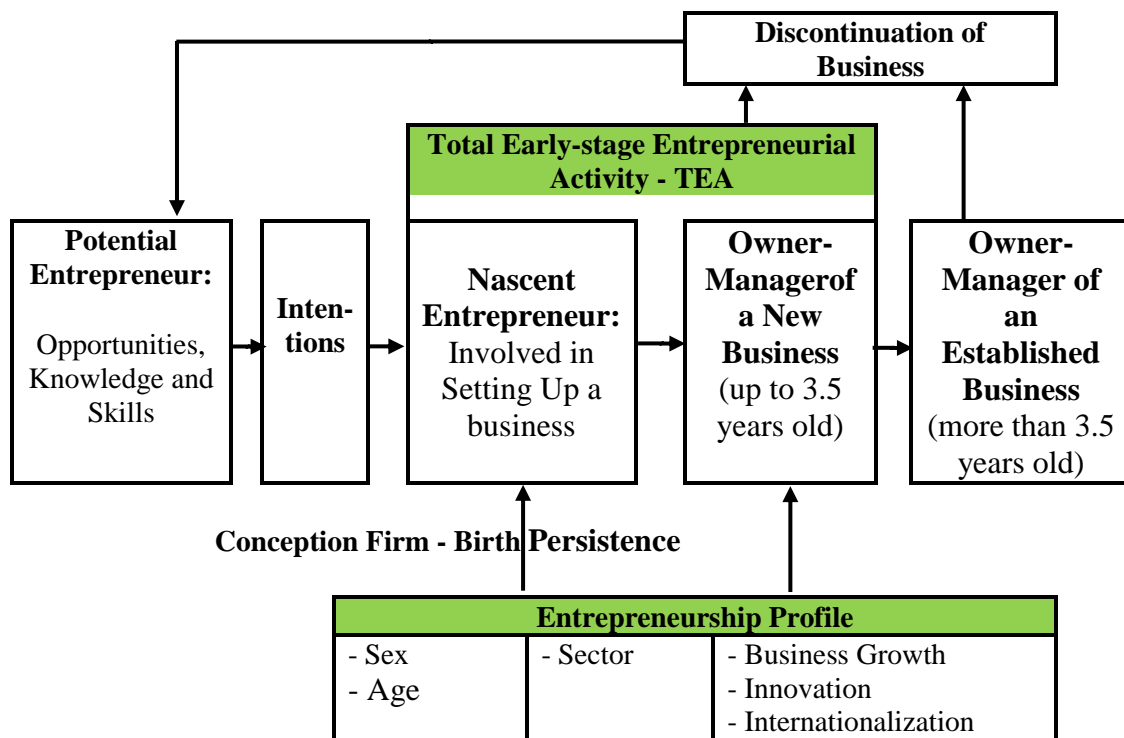 Discontinuation of
Business
Total Early-stage Entrepreneurial
Activity - TEA
Potential
Entrepreneur:
Opportunities,
Knowledge and
Skills
Inten-
tions
Nascent
Entrepreneur:
Involved in
Setting Up a
business
Owner-
Managerof
a New
Business
(up to 3.5
years old)
Owner-
Manager of
an
Established
Business
(more than 3.5
years old)
Conception Firm - Birth Persistence
Entrepreneurship Profile
- Sex
- Age
- Sector
- Business Growth
- Innovation
- Internationalization